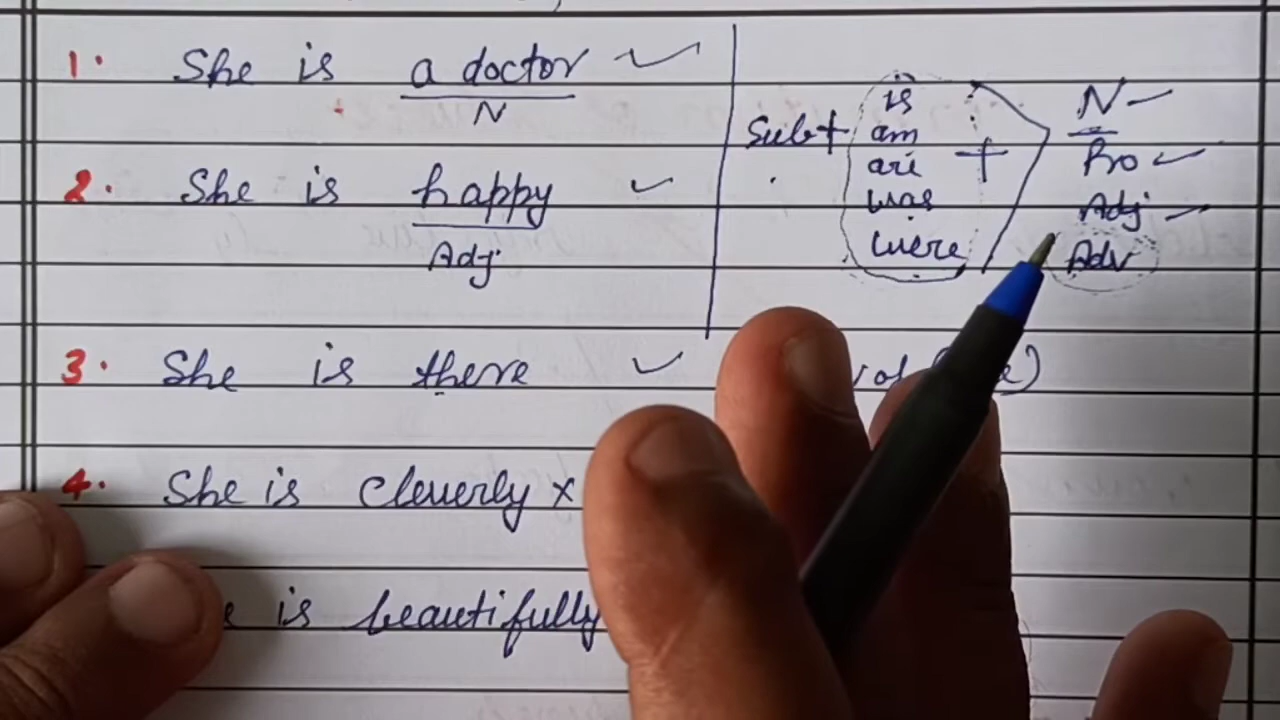 1. She is a doctor ✓
N
2. She is happy ✓
Adj
Sub +
is
am
are
was
were
+
N
Pro
Adj
Adv
3. She is there ✓
4. She is cleverly ×
is beautifully